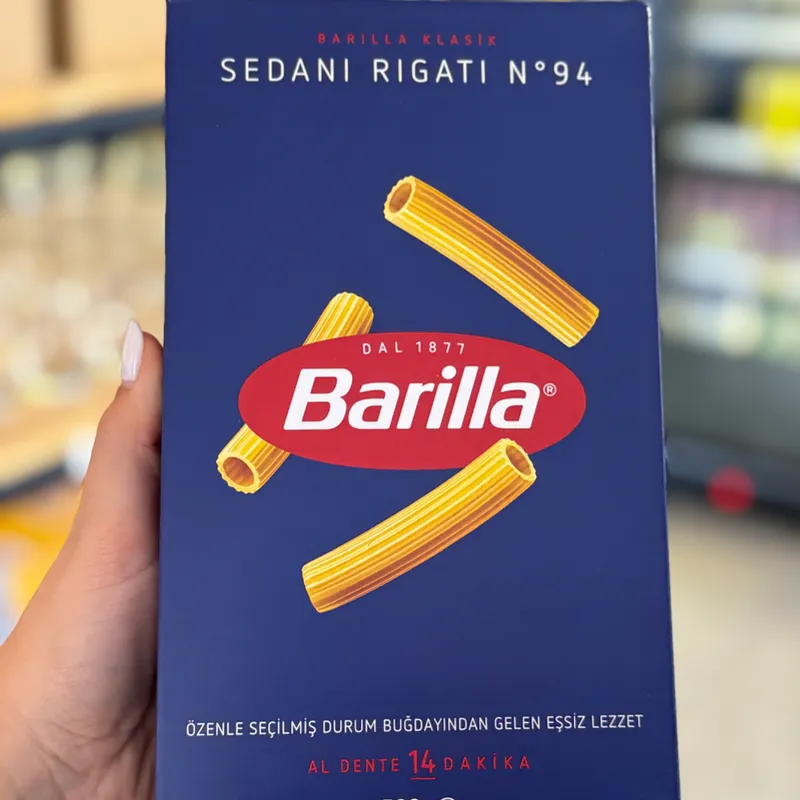 BARILLA KLASİK
SEDANI RIGATI N°94
DAL 1877
Barilla®
ÖZENLE SEÇİLMİŞ DURUM BUĞDAYINDAN GELEN EŞSİZ LEZZET
AL DENTE 14 DAKİKA